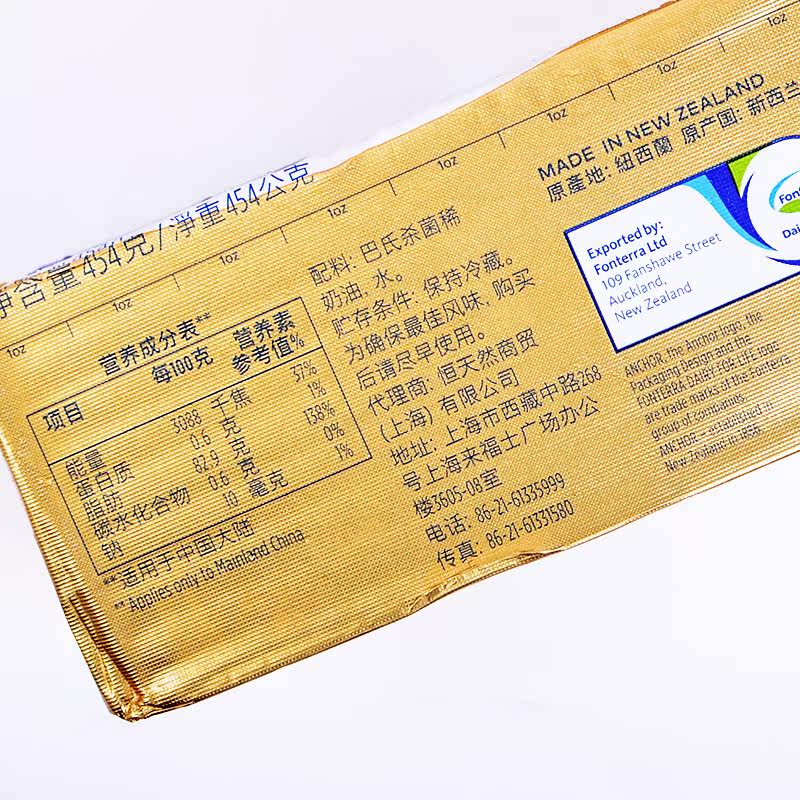 净含量454克/淨重454公克
1oz
1oz
1oz
1oz
1oz
1oz
1oz
营养成分表**
项目 每100克 营养素
参考值%
能量 3088 千焦 37%
蛋白质 0.6 克 1%
脂肪 82.9 克 138%
碳水化合物 0.6 克 0%
钠 10 毫克 1%
**适用于中国大陆
** Applies only to Mainland China
配料: 巴氏杀菌稀
奶油, 水。
贮存条件: 保持冷藏。
为确保最佳风味, 购买
后请尽早使用。
代理商: 恒天然商贸
(上海) 有限公司
地址: 上海市西藏中路268
号上海来福士广场办公
楼3605-08室
电话: 86-21-61335999
传真: 86-21-61331580
MADE IN NEW ZEALAND
原產地: 紐西蘭 原产国: 新西兰
Exported by:
Fonterra Ltd
109 Fanshawe Street
Auckland,
New Zealand
ANCHOR, the Anchor logo, the
Packaging Design and the
FONTERRA DAIRY FOR LIFE logo
are trade marks of the Fonterra
group of companies.
ANCHOR - established in
New Zealand in 1886.